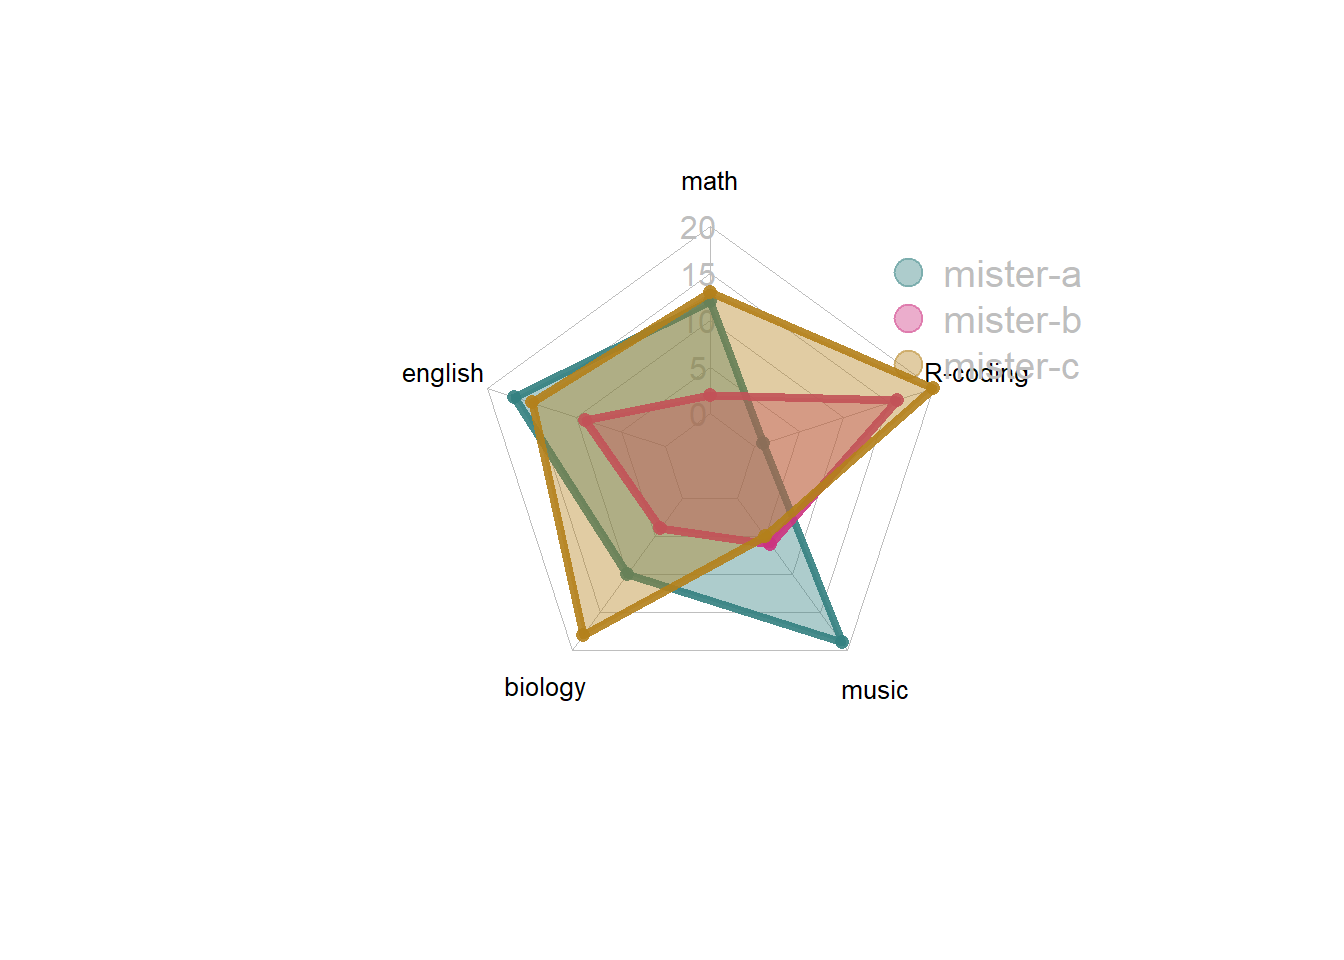 math
20
15
10
5
0
mister-a
mister-b
mister-c
english
R-coding
biology
music